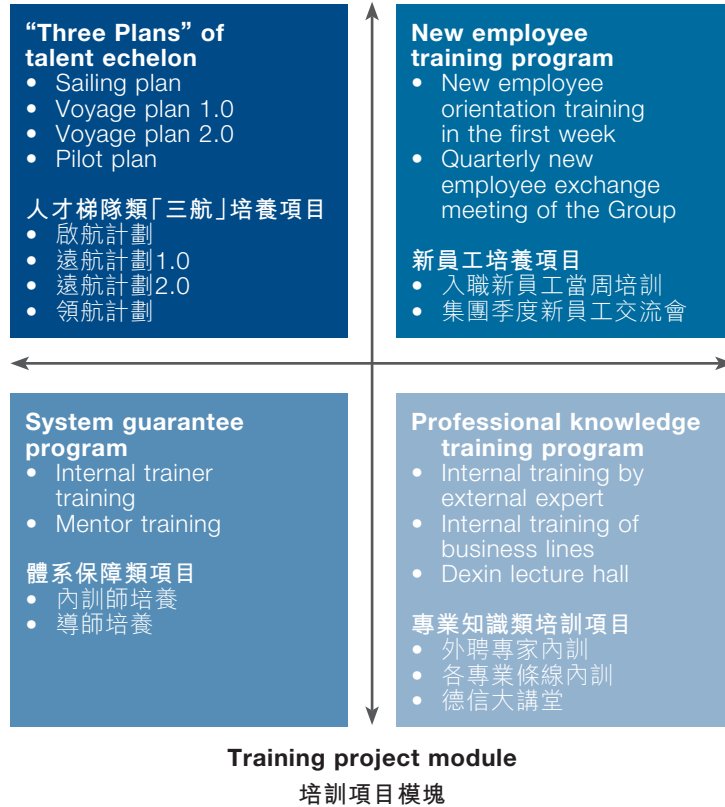 “Three Plans” of
talent echelon
• Sailing plan
• Voyage plan 1.0
• Voyage plan 2.0
• Pilot plan
人才梯隊類「三航」培養項目
• 啟航計劃
• 遠航計劃1.0
• 遠航計劃2.0
• 領航計劃
New employee
training program
• New employee
orientation training
in the first week
• Quarterly new
employee exchange
meeting of the Group
新員工培養項目
• 入職新員工當周培訓
• 集團季度新員工交流會
System guarantee
program
• Internal trainer
training
• Mentor training
體系保障類項目
• 內訓師培養
• 導師培養
Professional knowledge
training program
• Internal training by
external expert
• Internal training of
business lines
• Dexin lecture hall
專業知識類培訓項目
• 外聘專家內訓
• 各專業條線內訓
• 德信大講堂
Training project module
培訓項目模塊